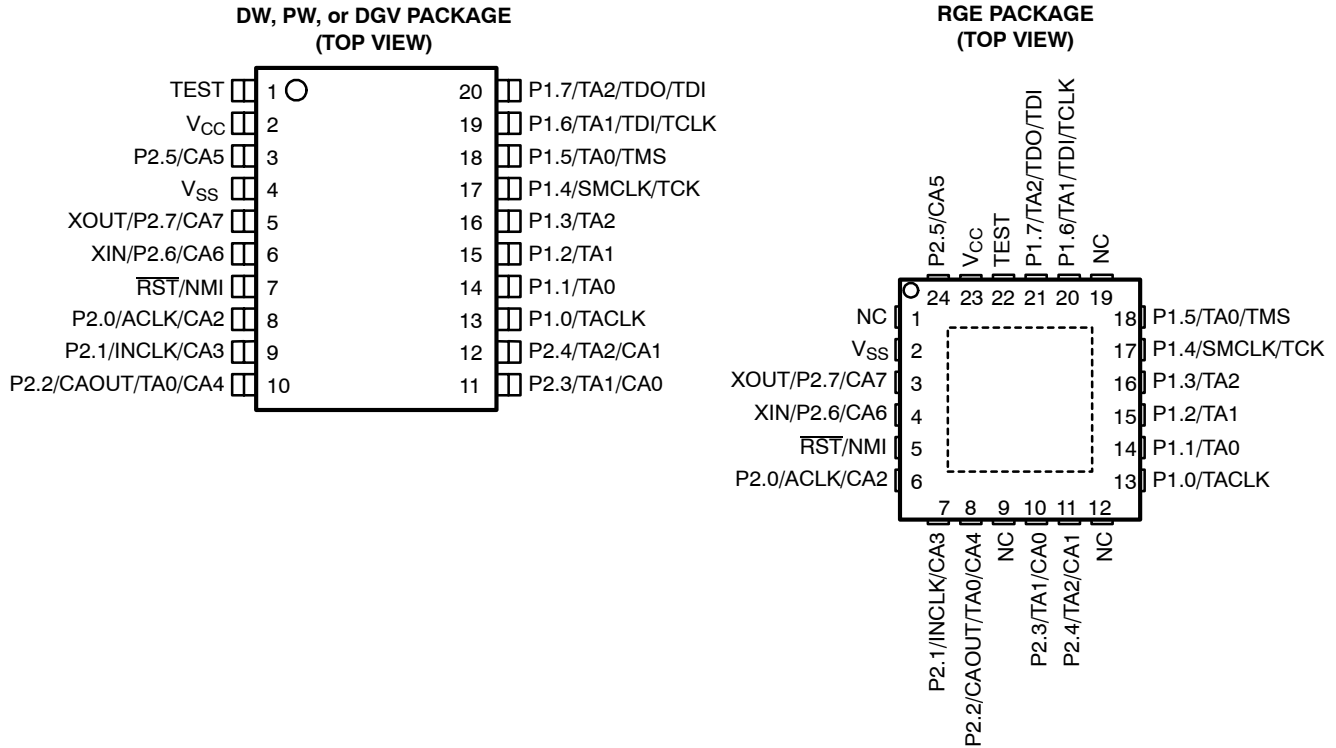 DW, PW, or DGV PACKAGE
(TOP VIEW)
TEST 1 20 P1.7/TA2/TDO/TDI
VCC 2 19 P1.6/TA1/TDI/TCLK
P2.5/CA5 3 18 P1.5/TA0/TMS
VSS 4 17 P1.4/SMCLK/TCK
XOUT/P2.7/CA7 5 16 P1.3/TA2
XIN/P2.6/CA6 6 15 P1.2/TA1
RST/NMI 7 14 P1.1/TA0
P2.0/ACLK/CA2 8 13 P1.0/TACLK
P2.1/INCLK/CA3 9 12 P2.4/TA2/CA1
P2.2/CAOUT/TA0/CA4 10 11 P2.3/TA1/CA0
RGE PACKAGE
(TOP VIEW)
P2.5/CA5
VCC
TEST
P1.7/TA2/TDO/TDI
P1.6/TA1/TDI/TCLK
NC
24 23 22 21 20 19
NC 1 18 P1.5/TA0/TMS
VSS 2 17 P1.4/SMCLK/TCK
XOUT/P2.7/CA7 3 16 P1.3/TA2
XIN/P2.6/CA6 4 15 P1.2/TA1
RST/NMI 5 14 P1.1/TA0
P2.0/ACLK/CA2 6 13 P1.0/TACLK
7 8 9 10 11 12
P2.1/INCLK/CA3
P2.2/CAOUT/TA0/CA4
NC
P2.3/TA1/CA0
P2.4/TA2/CA1
NC